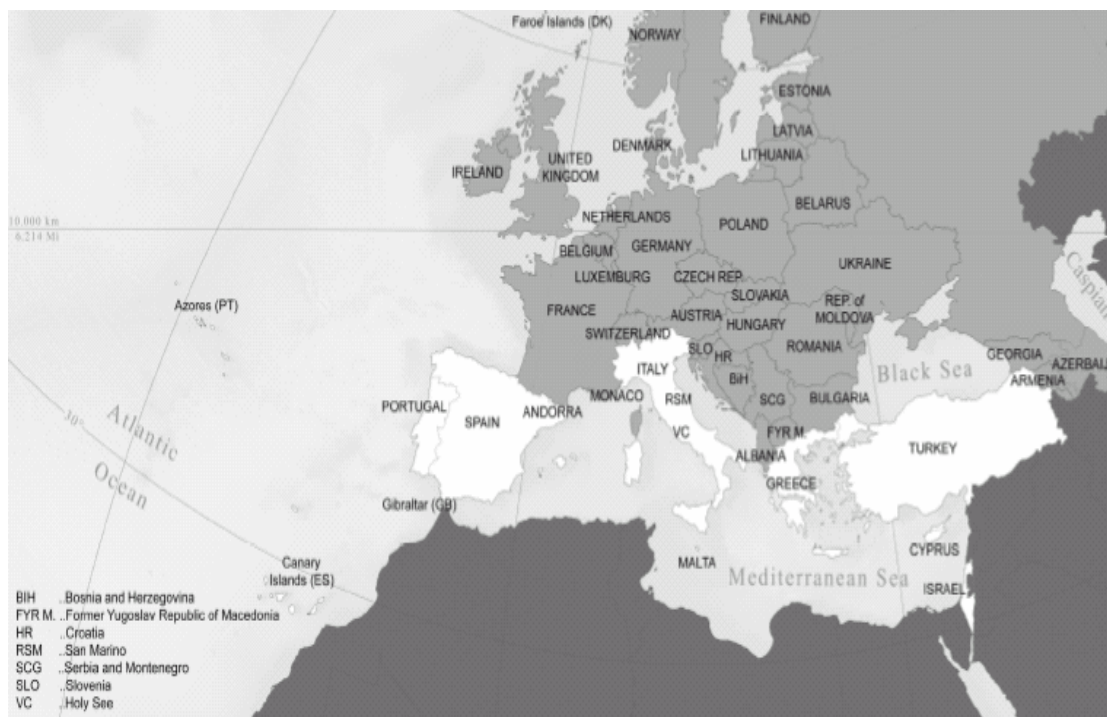 Faroe Islands (DK)
NORWAY
FINLAND
ESTONIA
LATVIA
DENMARK
LITHUANIA
IRELAND
UNITED
KINGDOM
BELARUS
NETHERLANDS
POLAND
10.000 km
6.214 Mi
BELGIUM
GERMANY
UKRAINE
LUXEMBURG
CZECH REP.
Caspian
SLOVAKIA
Azores (PT)
FRANCE
AUSTRIA
REP. of
MOLDOVA
SWITZERLAND
HUNGARY
ROMANIA
SLO
HR
GEORGIA
AZERBAIJ
ITALY
Black Sea
ARMENIA
BiH
MONACO
RSM
SCG
BULGARIA
PORTUGAL
SPAIN
ANDORRA
30°
Atlantic
Ocean
VC
FYR M.
TURKEY
ALBANIA
GREECE
Gibraltar (GB)
CYPRUS
MALTA
Mediterranean Sea
Canary
Islands (ES)
ISRAEL
BIH ..Bosnia and Herzegovina
FYR M. ..Former Yugoslav Republic of Macedonia
HR ..Croatia
RSM ..San Marino
SCG ..Serbia and Montenegro
SLO ..Slovenia
VC ..Holy See